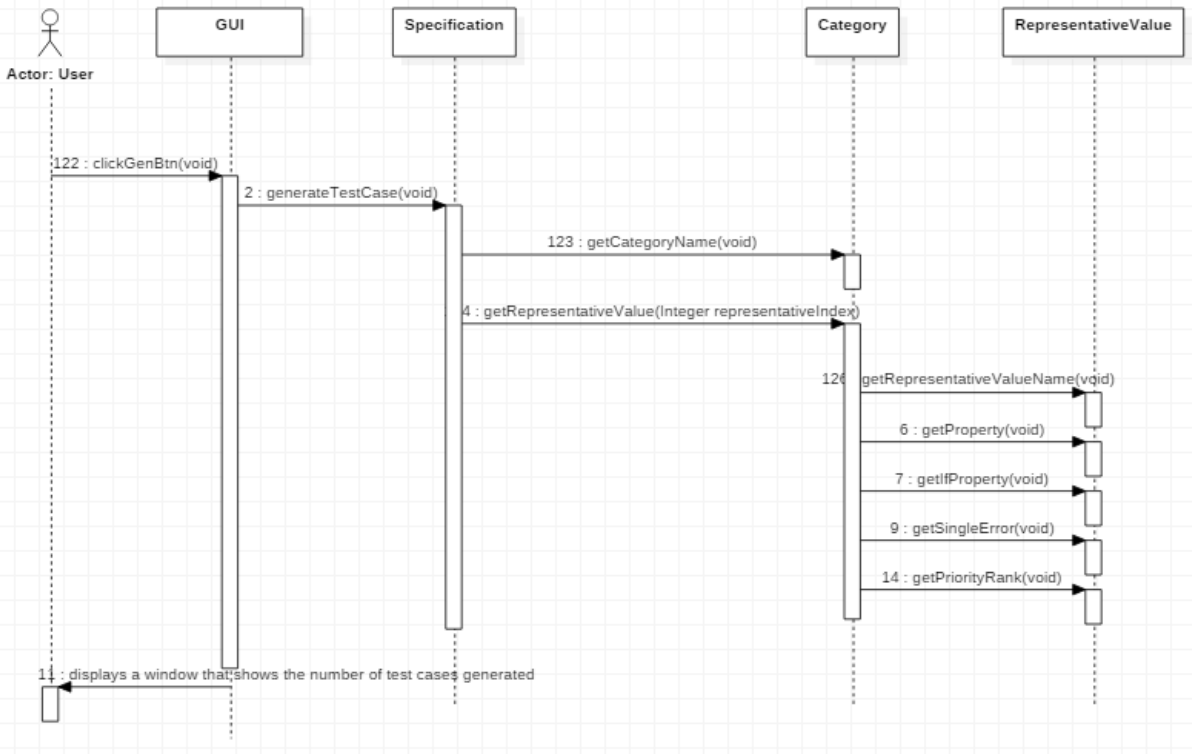 GUI
Specification
Category
RepresentativeValue
Actor: User
122 : clickGenBtn(void)
2 : generateTestCase(void)
123 : getCategoryName(void)
4 : getRepresentativeValue(Integer representativeIndex)
getRepresentativeValueName(void)
6 : getProperty(void)
7 : getIfProperty(void)
9 : getSingleError(void)
14 : getPriorityRank(void)
11 : displays a window that shows the number of test cases generated